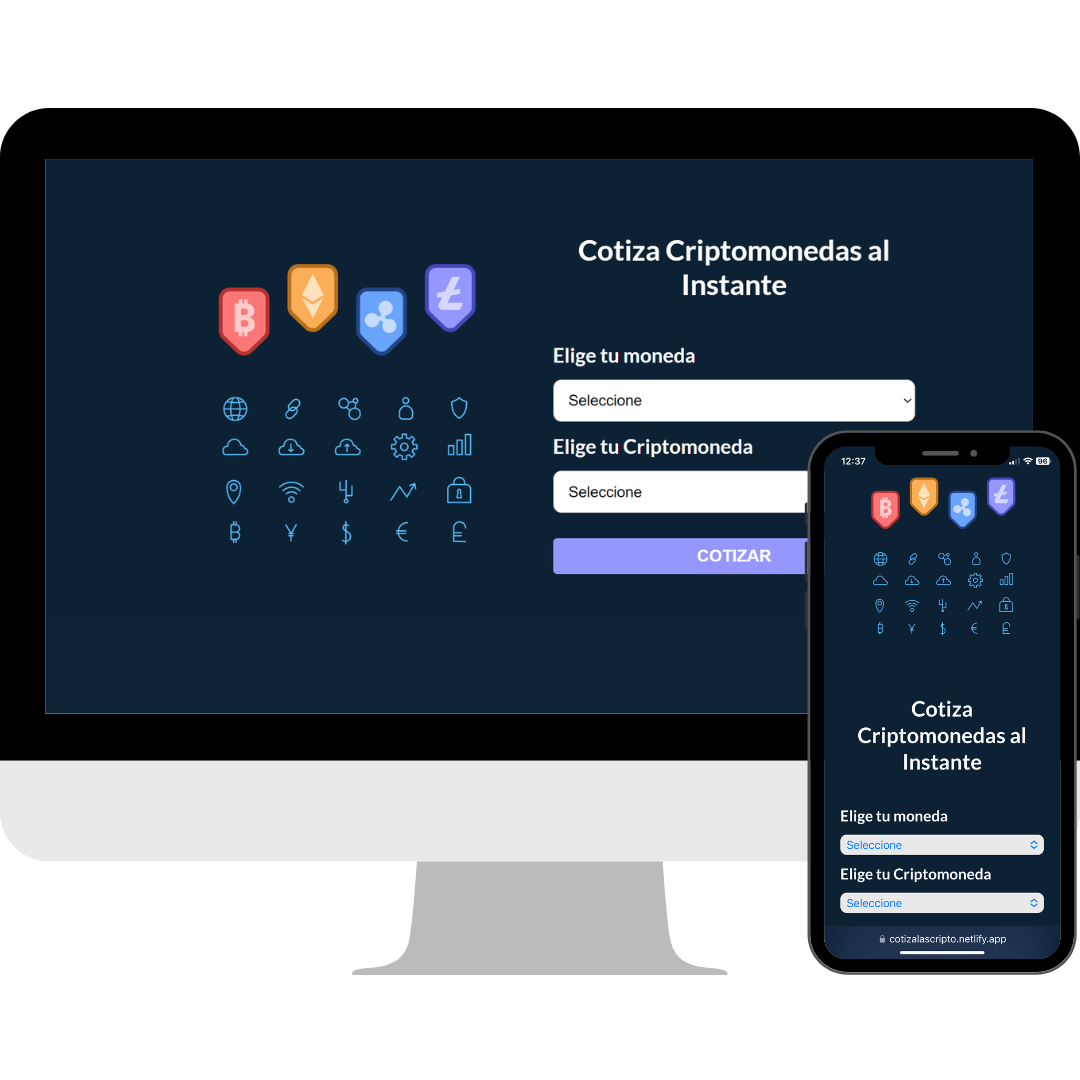 Cotiza Criptomonedas al
Instante
Elige tu moneda
Seleccione
Elige tu Criptomoneda
Seleccione
COTIZAR
12:37
96
Cotiza
Criptomonedas al
Instante
Elige tu moneda
Seleccione
Elige tu Criptomoneda
Seleccione
cotizalascripto.netlify.app